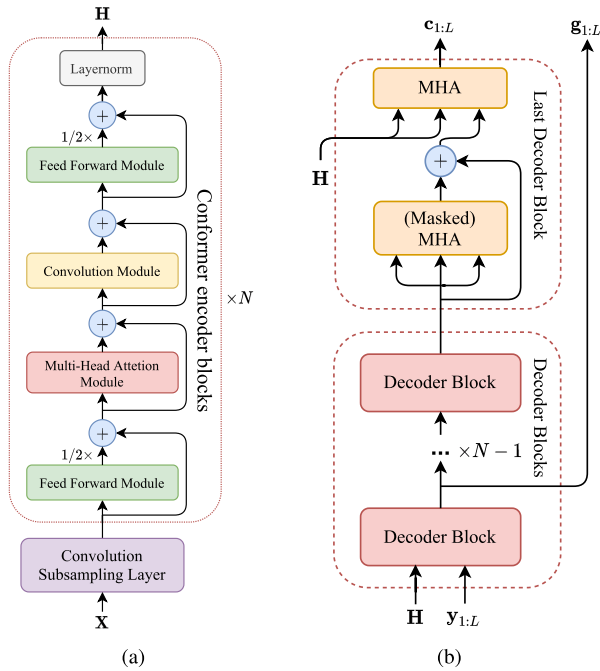 H
Layernorm
+
1/2×
Feed Forward Module
+
Convolution Module
+
Multi-Head Attetion
Module
+
1/2×
Feed Forward Module
Conformer encoder blocks
×N
Convolution
Subsampling Layer
X
(a)
c1:L
g1:L
MHA
H
+
(Masked)
MHA
Last Decoder Block
Decoder Block
... ×N − 1
Decoder Block
Decoder Blocks
H
y1:L
(b)